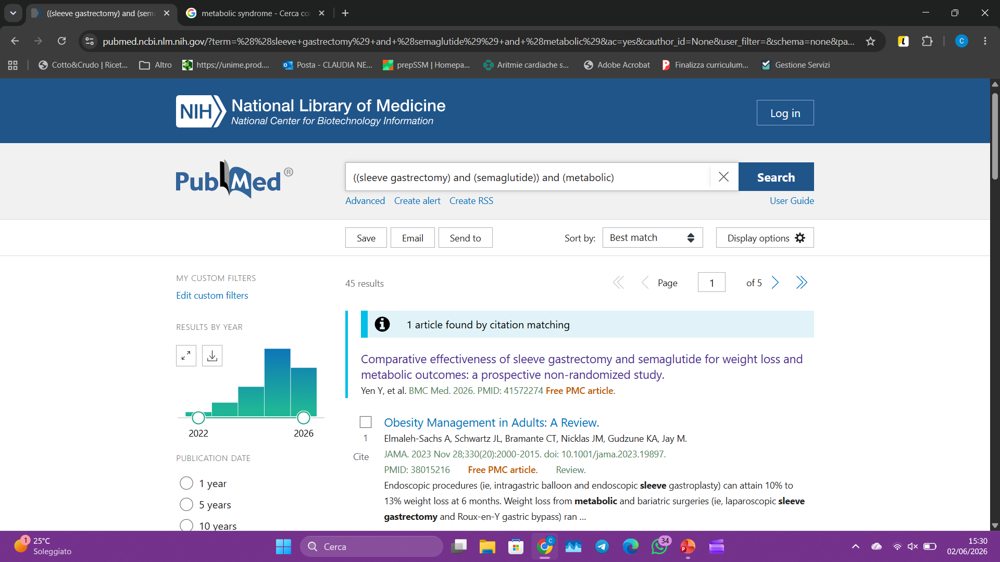 ((sleeve gastrectomy) and (sem
metabolic syndrome - Cerca co
pubmed.ncbi.nlm.nih.gov/?term=%28%28sleeve+gastrectomy%29+and+%28semaglutide%29%29+and+%28metabolic%29&ac=yes&cauthor_id=None&user_filter=&schema=none&pa...
L
C
Cotto&Crudo | Ricet...
Altro
https://unime.prod....
Posta - CLAUDIA NE...
prepSSM | Homepa...
Aritmie cardiache s...
Adobe Acrobat
Finalizza curriculum...
Gestione Servizi
NIH National Library of Medicine
National Center for Biotechnology Information
Log in
PubMed®
((sleeve gastrectomy) and (semaglutide)) and (metabolic)
Search
Advanced Create alert Create RSS
User Guide
Save Email Send to
Sort by: Best match
Display options
MY CUSTOM FILTERS
Edit custom filters
RESULTS BY YEAR
2022 2026
PUBLICATION DATE
1 year
5 years
10 years
45 results
Page 1 of 5
1 article found by citation matching
Comparative effectiveness of sleeve gastrectomy and semaglutide for weight loss and
metabolic outcomes: a prospective non-randomized study.
Yen Y, et al. BMC Med. 2026. PMID: 41572274 Free PMC article.
Obesity Management in Adults: A Review.
1
Elmaleh-Sachs A, Schwartz JL, Bramante CT, Nicklas JM, Gudzune KA, Jay M.
Cite
JAMA. 2023 Nov 28;330(20):2000-2015. doi: 10.1001/jama.2023.19897.
PMID: 38015216 Free PMC article. Review.
Endoscopic procedures (ie, intragastric balloon and endoscopic sleeve gastroplasty) can attain 10% to
13% weight loss at 6 months. Weight loss from metabolic and bariatric surgeries (ie, laparoscopic sleeve
gastrectomy and Roux-en-Y gastric bypass) ran ...
1
25°C
Soleggiato
Cerca
C
34
P
15:30
02/06/2026